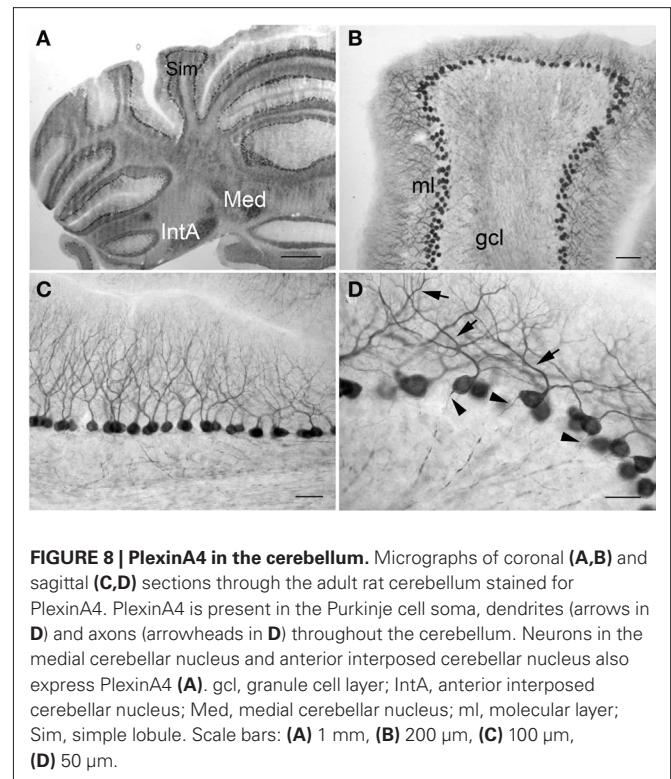 A
Sim
Med
IntA
B
ml
gcl
C
D
FIGURE 8 | PlexinA4 in the cerebellum. Micrographs of coronal (A,B) and
sagittal (C,D) sections through the adult rat cerebellum stained for
PlexinA4. PlexinA4 is present in the Purkinje cell soma, dendrites (arrows in
D) and axons (arrowheads in D) throughout the cerebellum. Neurons in the
medial cerebellar nucleus and anterior interposed cerebellar nucleus also
express PlexinA4 (A). gcl, granule cell layer; IntA, anterior interposed
cerebellar nucleus; Med, medial cerebellar nucleus; ml, molecular layer;
Sim, simple lobule. Scale bars: (A) 1 mm, (B) 200 µm, (C) 100 µm,
(D) 50 µm.